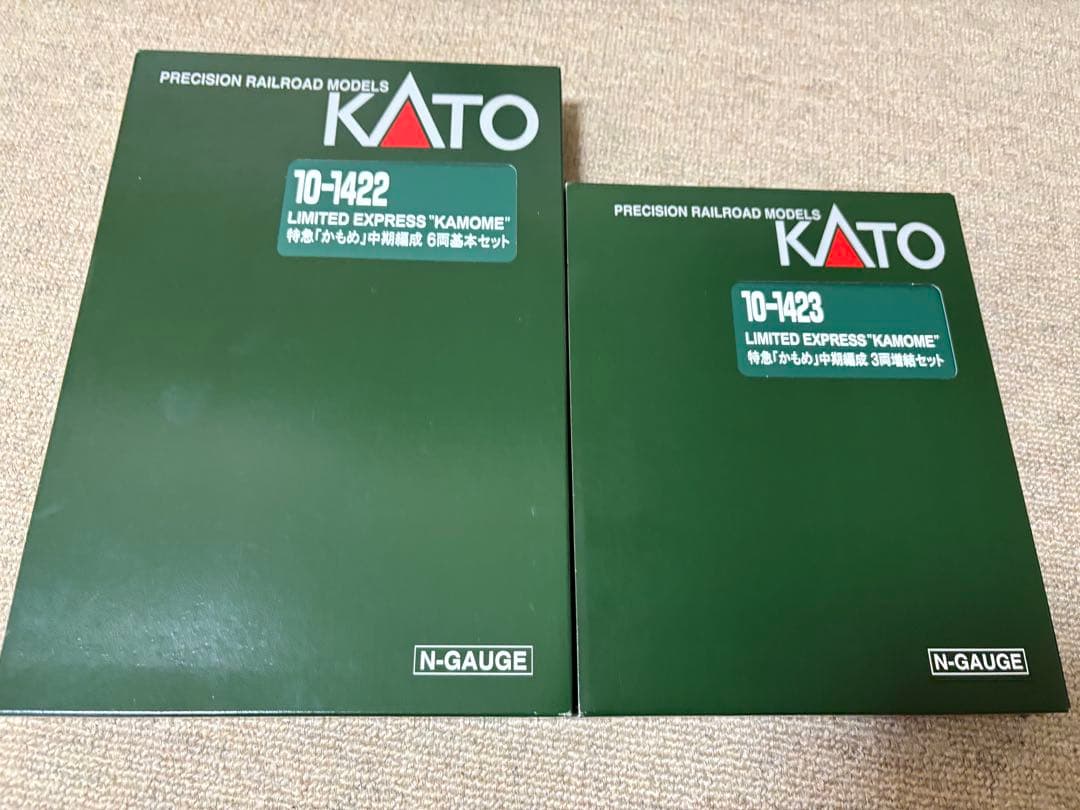 PRECISION RAILROAD MODELS
KATO
10-1422
LIMITED EXPRESS "KAMOME"
特急「かもめ」中期編成 6両基本セット
N-GAUGE
PRECISION RAILROAD MODELS
KATO
10-1423
LIMITED EXPRESS "KAMOME"
特急「かもめ」中期編成 3両増結セット
N-GAUGE